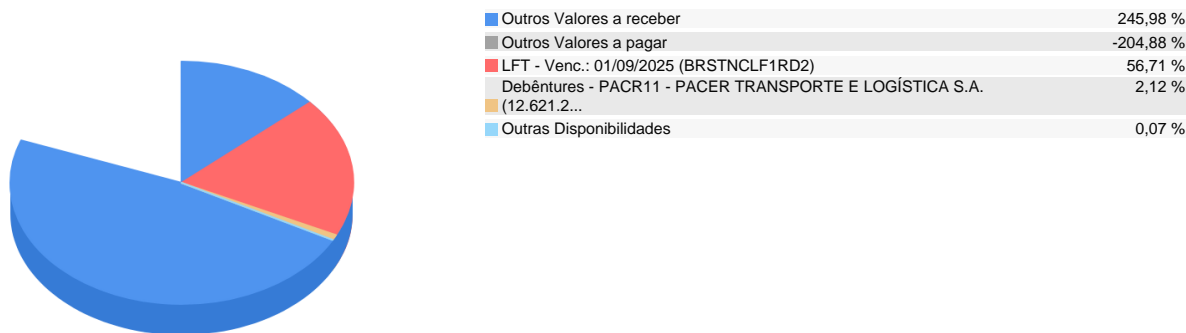 Outros Valores a receber 245,98 %
Outros Valores a pagar -204,88 %
LFT - Venc.: 01/09/2025 (BRSTNCLF1RD2) 56,71 %
Debêntures - PACR11 - PACER TRANSPORTE E LOGÍSTICA S.A. 2,12 %
(12.621.2...
Outras Disponibilidades 0,07 %